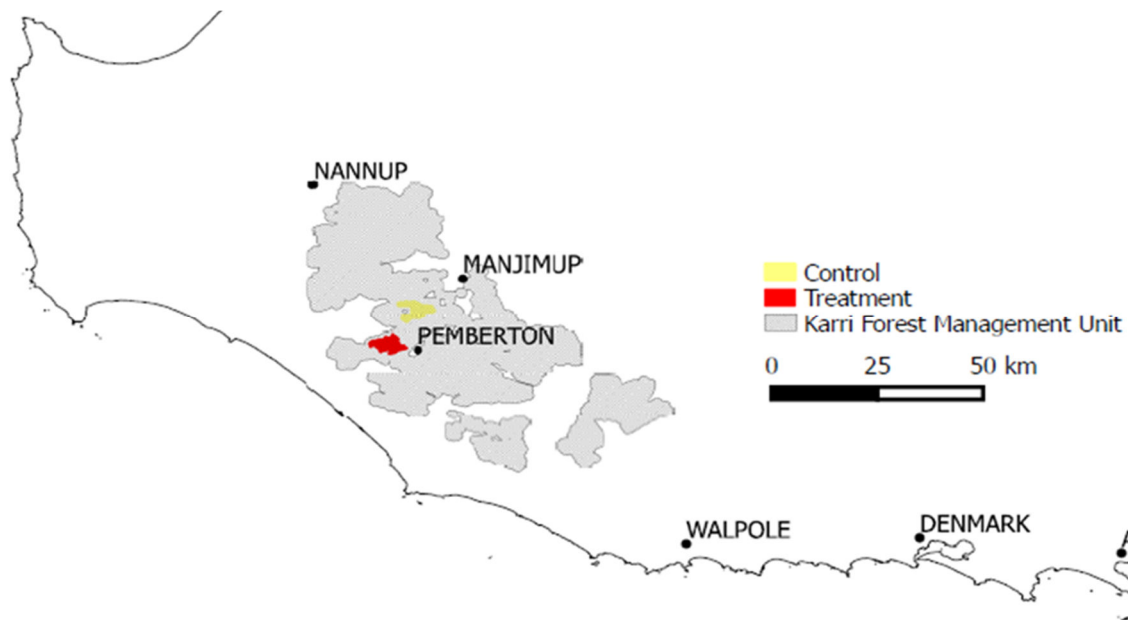 NANNUP
MANJIMUP
Control
Treatment
PEMBERTON
Karri Forest Management Unit
0 25 50 km
WALPOLE
DENMARK